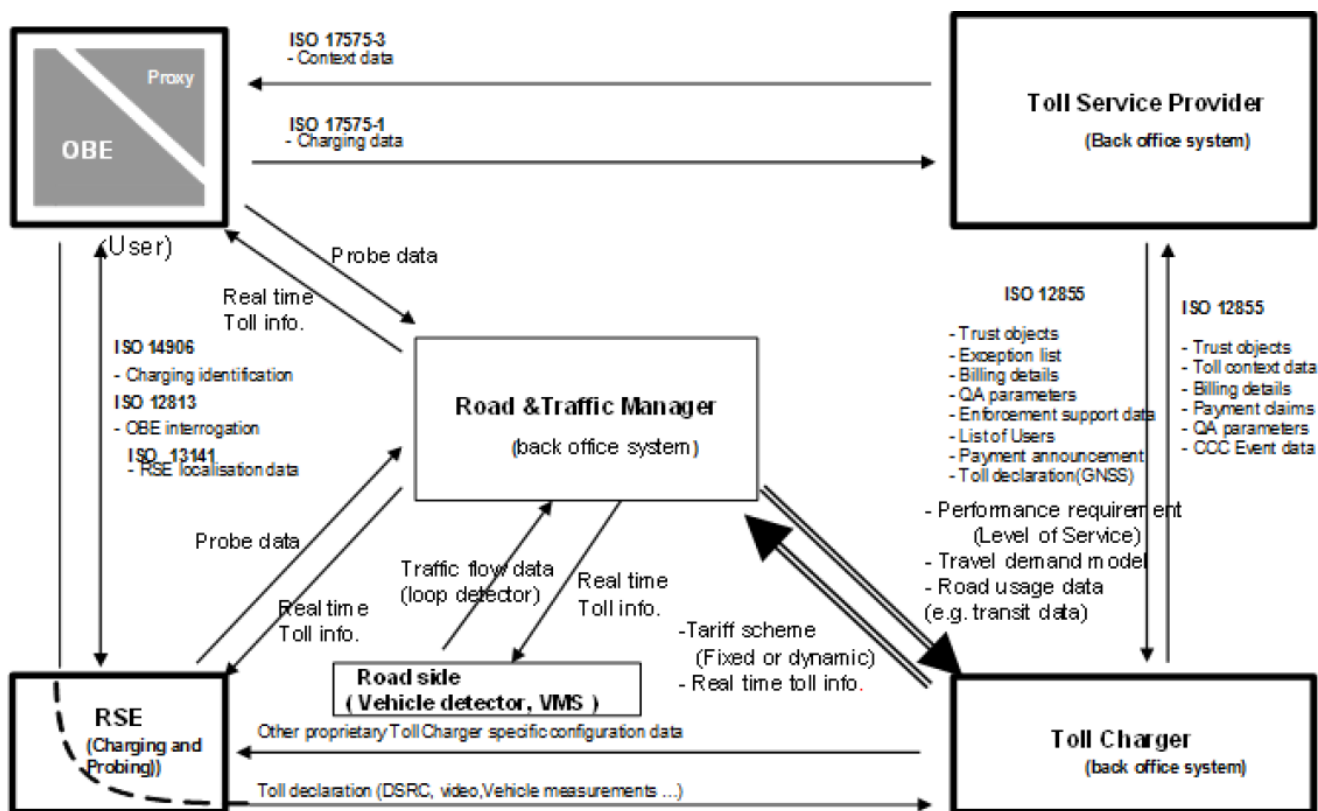 ISO 17575-3
- Context data
Proxy
OBE
ISO 17575-1
- Charging data
Toll Service Provider
(Back office system)
(User)
Probe data
Real time
Toll info.
ISO 14906
- Charging identification
ISO 12813
- OBE interrogation
ISO 13141
- RSE localisation data
Road &Traffic Manager
(back office system)
ISO 12855
- Trust objects
- Exception list
- Billing details
- QA parameters
- Enforcement support data
- List of Users
- Payment announcement
- Toll declaration(GNSS)
ISO 12855
- Trust objects
- Toll context data
- Billing details
- Payment claims
- QA parameters
- CCC Event data
- Performance requirement
(Level of Service)
- Travel demand model
- Road usage data
(e.g. transit data)
Probe data
Real time
Toll info.
Traffic flow data
(loop detector)
Real time
Toll info.
-Tariff scheme
(Fixed or dynamic)
- Real time toll info.
Road side
( Vehicle detector, VMS )
RSE
(Charging and
Probing))
Other proprietary Toll Charger specific configuration data
Toll declaration (DSRC, video,Vehicle measurements ...)
Toll Charger
(back office system)